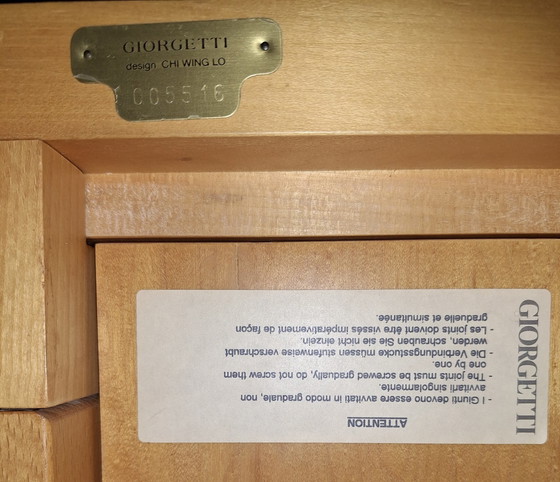 GIORGETTI
design CHI WING LO
005516
GIORGETTI
ATTENTION
- I Giunti devono essere avvitati in modo graduale, non
avvitarli singolarmente.
- The joints must be screwed gradually, do not screw them
one by one.
- Die Verbindungsstucke müssen stufenweise verschraubt
werden, schrauben Sie sie nicht einzeln.
- Les joints doivent être vissés impérativement de façon
graduelle et simultanée.